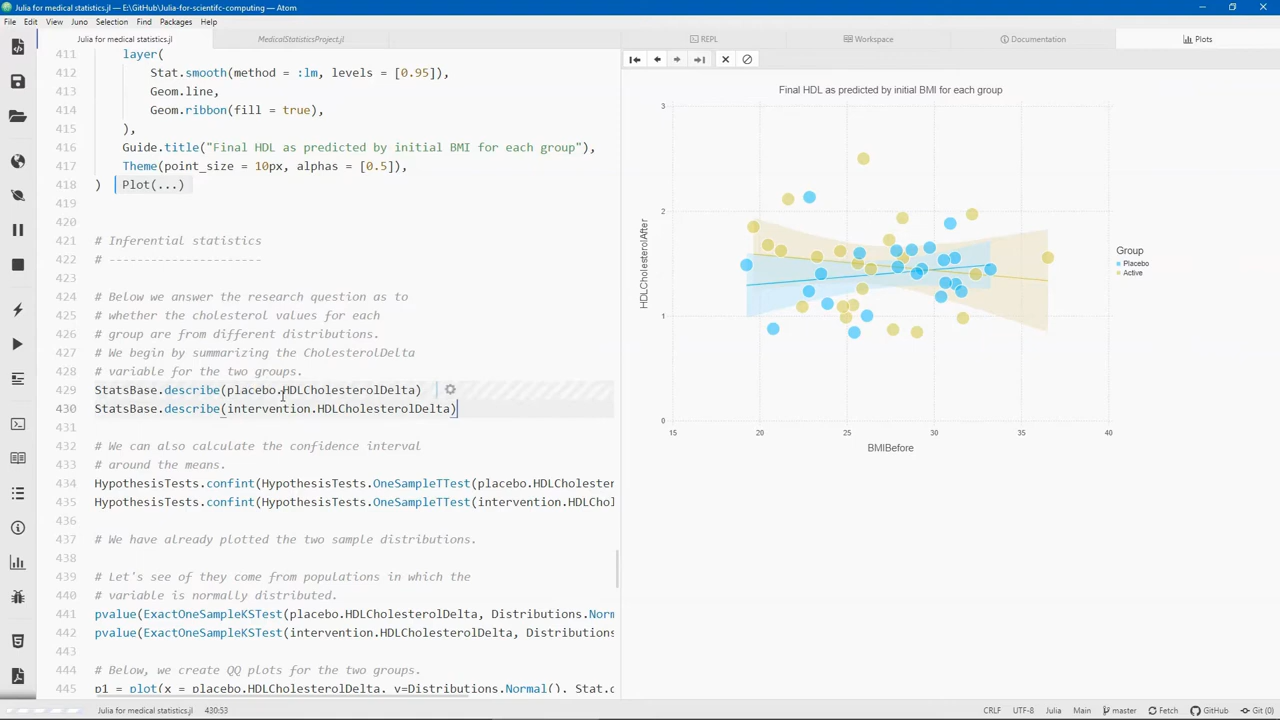 Julia for medical statistics.jl — E:\GitHub\Julia-for-scientifc-computing — Atom
File Edit View Juno Selection Find Packages Help
Julia for medical statistics.jl
MedicalStatisticsProject.jl
REPL
Workspace
Documentation
Plots
411 layer(
412 Stat.smooth(method = :lm, levels = [0.95]),
413 Geom.line,
414 Geom.ribbon(fill = true),
415 ),
416 Guide.title("Final HDL as predicted by initial BMI for each group"),
417 Theme(point_size = 10px, alphas = [0.5]),
418 ) Plot(...)
419
420
421 # Inferential statistics
422 # ----------------------
423
424 # Below we answer the research question as to
425 # whether the cholesterol values for each
426 # group are from different distributions.
427 # We begin by summarizing the CholesterolDelta
428 # variable for the two groups.
429 StatsBase.describe(placebo.HDLCholesterolDelta)
430 StatsBase.describe(intervention.HDLCholesterolDelta)
431
432 # We can also calculate the confidence interval
433 # around the means.
434 HypothesisTests.confint(HypothesisTests.OneSampleTTest(placebo.HDLCholester
435 HypothesisTests.confint(HypothesisTests.OneSampleTTest(intervention.HDLChol
436
437 # We have already plotted the two sample distributions.
438
439 # Let's see of they come from populations in which the
440 # variable is normally distributed.
441 pvalue(ExactOneSampleKSTest(placebo.HDLCholesterolDelta, Distributions.Norm
442 pvalue(ExactOneSampleKSTest(intervention.HDLCholesterolDelta, Distributions
443
444 # Below, we create QQ plots for the two groups.
445 p1 = plot(x = placebo.HDLCholesterolDelta, y=Distributions.Normal(), Stat.q
Final HDL as predicted by initial BMI for each group
3
2
1
0
HDLCholesterolAfter
15 20 25 30 35 40
BMIBefore
Group
Placebo
Active
Julia for medical statistics.jl 430:53
CRLF UTF-8 Julia Main master Fetch GitHub Git (0)